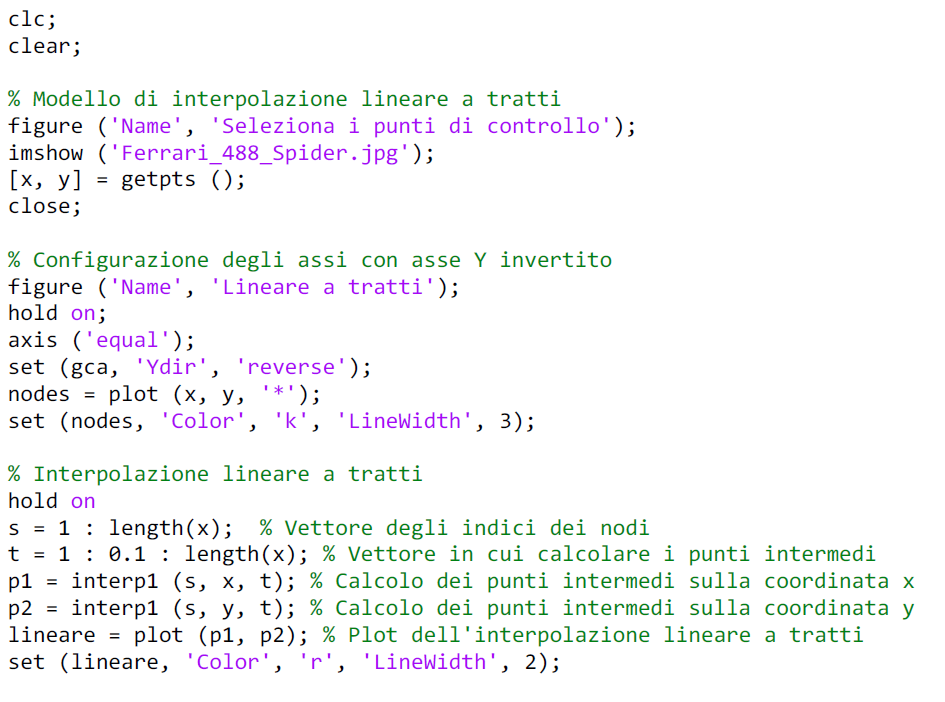 clc;
clear;
% Modello di interpolazione lineare a tratti
figure ('Name', 'Seleziona i punti di controllo');
imshow ('Ferrari_488_Spider.jpg');
[x, y] = getpts ();
close;
% Configurazione degli assi con asse Y invertito
figure ('Name', 'Lineare a tratti');
hold on;
axis ('equal');
set (gca, 'Ydir', 'reverse');
nodes = plot (x, y, '*');
set (nodes, 'Color', 'k', 'LineWidth', 3);
% Interpolazione lineare a tratti
hold on
s = 1 : length(x);  % Vettore degli indici dei nodi
t = 1 : 0.1 : length(x); % Vettore in cui calcolare i punti intermedi
p1 = interp1 (s, x, t); % Calcolo dei punti intermedi sulla coordinata x
p2 = interp1 (s, y, t); % Calcolo dei punti intermedi sulla coordinata y
lineare = plot (p1, p2); % Plot dell'interpolazione lineare a tratti
set (lineare, 'Color', 'r', 'LineWidth', 2);